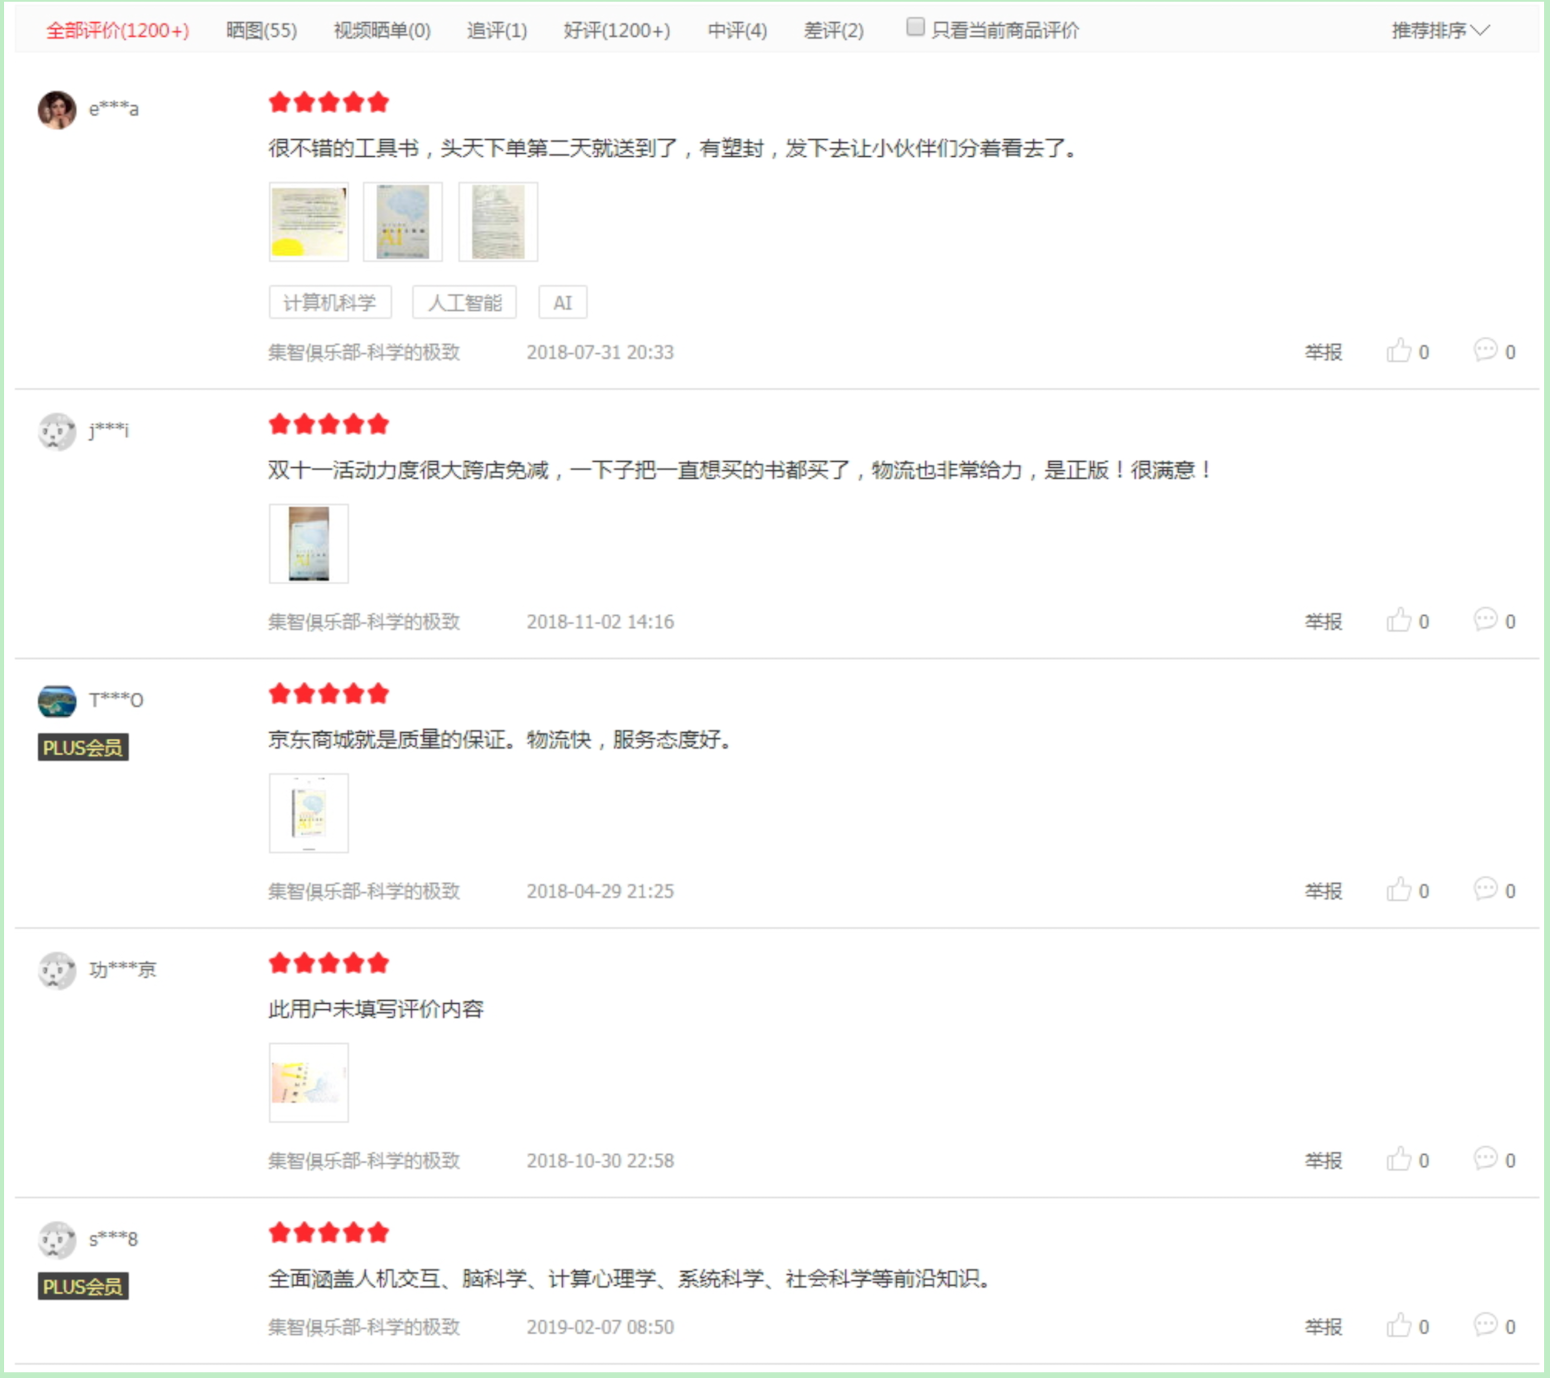 全部评价(1200+) 晒图(55) 视频晒单(0) 追评(1) 好评(1200+) 中评(4) 差评(2) 只看当前商品评价 推荐排序
e***a
很不错的工具书，头天下单第二天就送到了，有塑封，发下去让小伙伴们分着看去了。
AI
计算机科学 人工智能 AI
集智俱乐部-科学的极致 2018-07-31 20:33 举报 0 0
j***i
双十一活动力度很大跨店免减，一下子把一直想买的书都买了，物流也非常给力，是正版！很满意！
AI
集智俱乐部-科学的极致 2018-11-02 14:16 举报 0 0
T***O
PLUS会员
京东商城就是质量的保证。物流快，服务态度好。
AI
集智俱乐部-科学的极致 2018-04-29 21:25 举报 0 0
功***京
此用户未填写评价内容
集智俱乐部-科学的极致 2018-10-30 22:58 举报 0 0
s***8
PLUS会员
全面涵盖人机交互、脑科学、计算心理学、系统科学、社会科学等前沿知识。
集智俱乐部-科学的极致 2019-02-07 08:50 举报 0 0